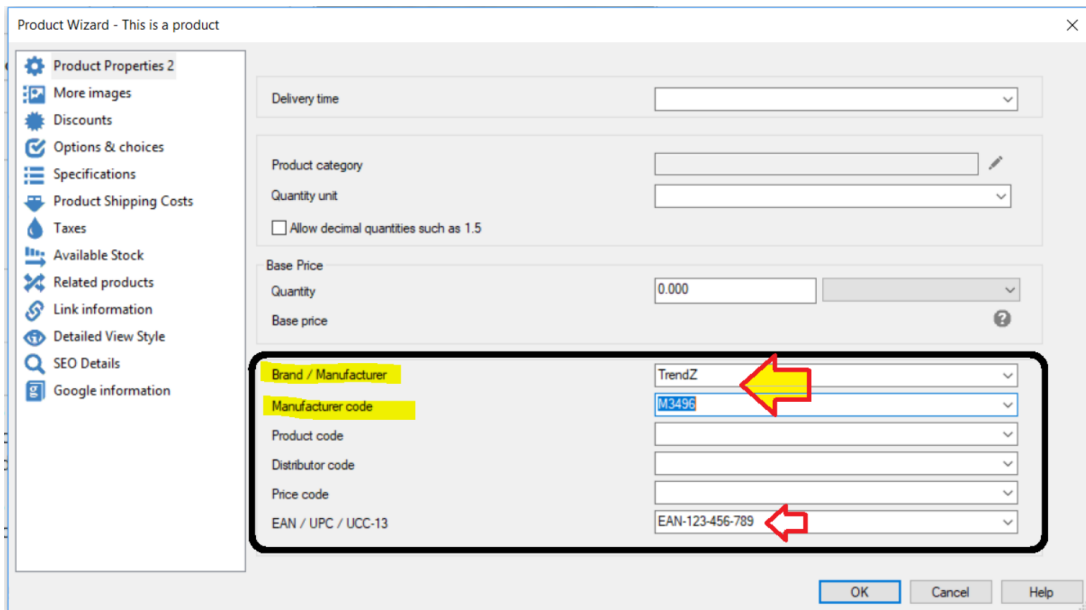 Product Wizard - This is a product
Product Properties 2
More images
Discounts
Options & choices
Specifications
Product Shipping Costs
Taxes
Available Stock
Related products
Link information
Detailed View Style
SEO Details
Google information
Delivery time
Product category
Quantity unit
Allow decimal quantities such as 1.5
Base Price
Quantity 0.000
Base price
Brand / Manufacturer TrendZ
Manufacturer code M3496
Product code
Distributor code
Price code
EAN / UPC / UCC-13 EAN-123-456-789
OK Cancel Help